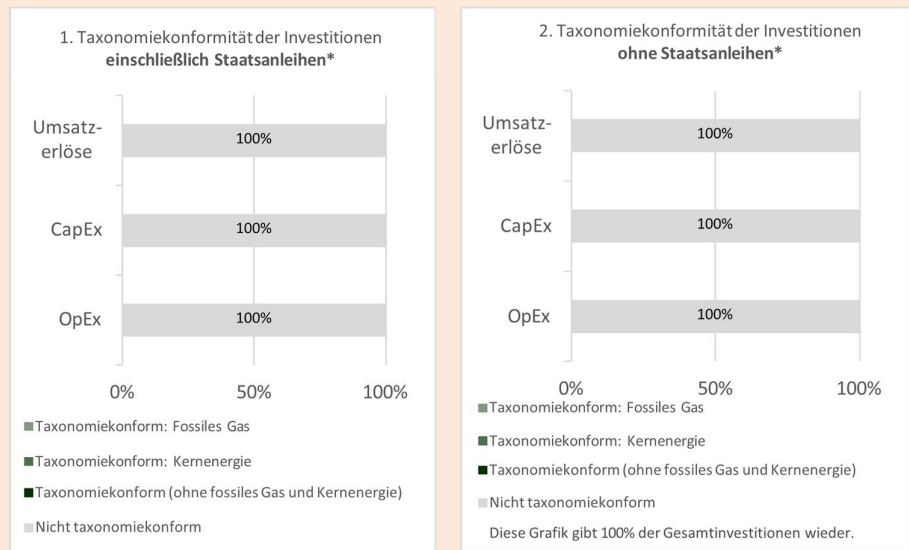 1. Taxonomiekonformität der Investitionen
einschließlich Staatsanleihen*
Umsatz-
erlöse
100%
CapEx
100%
OpEx
100%
0%
50%
100%
Taxonomiekonform: Fossiles Gas
Taxonomiekonform: Kernenergie
Taxonomiekonform (ohne fossiles Gas und Kernenergie)
Nicht taxonomiekonform
2. Taxonomiekonformität der Investitionen
ohne Staatsanleihen*
Umsatz-
erlöse
100%
CapEx
100%
OpEx
100%
0%
50%
100%
Taxonomiekonform: Fossiles Gas
Taxonomiekonform: Kernenergie
Taxonomiekonform (ohne fossiles Gas und Kernenergie)
Nicht taxonomiekonform
Diese Grafik gibt 100% der Gesamtinvestitionen wieder.